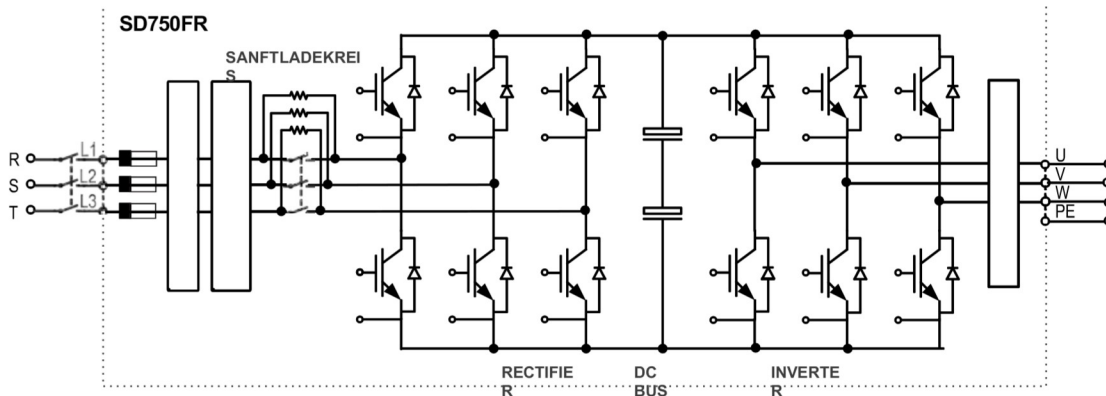 SD750FR
SANFTLADEKREI
S
R
L1
S
L2
T
L3
U
V
W
PE
RECTIFIE
R
DC
BUS
INVERTE
R